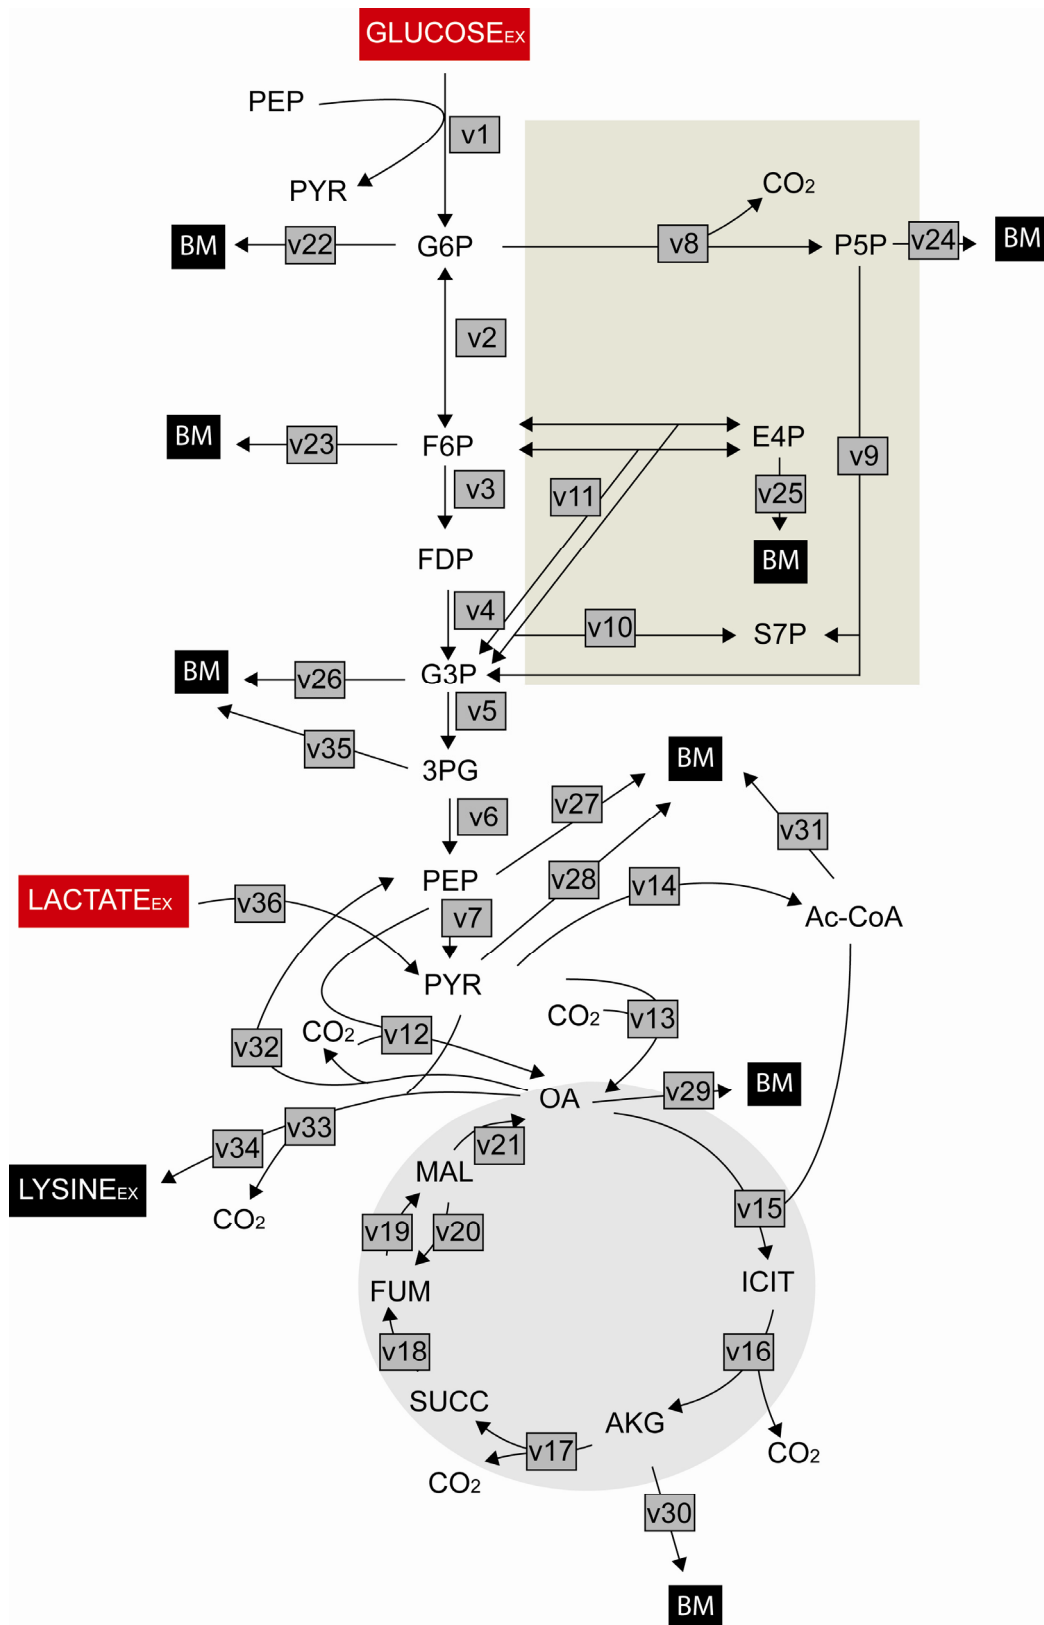 GLUCOSEEX
PEP
v1
PYR
CO2
BM
v22
G6P
v8
P5P
v24
BM
v2
BM
v23
F6P
E4P
v9
v3
v11
v25
FDP
BM
v4
v10
S7P
BM
v26
G3P
v5
v35
3PG
BM
v6
v27
v31
PEP
v28
v14
LACTATEEX
v36
v7
Ac-CoA
PYR
CO2
v13
CO2
v12
v32
OA
v29
BM
v33
v34
v21
MAL
LYSINEEX
CO2
v19
v20
v15
FUM
ICIT
v18
v16
SUCC
AKG
v17
CO2
CO2
v30
BM